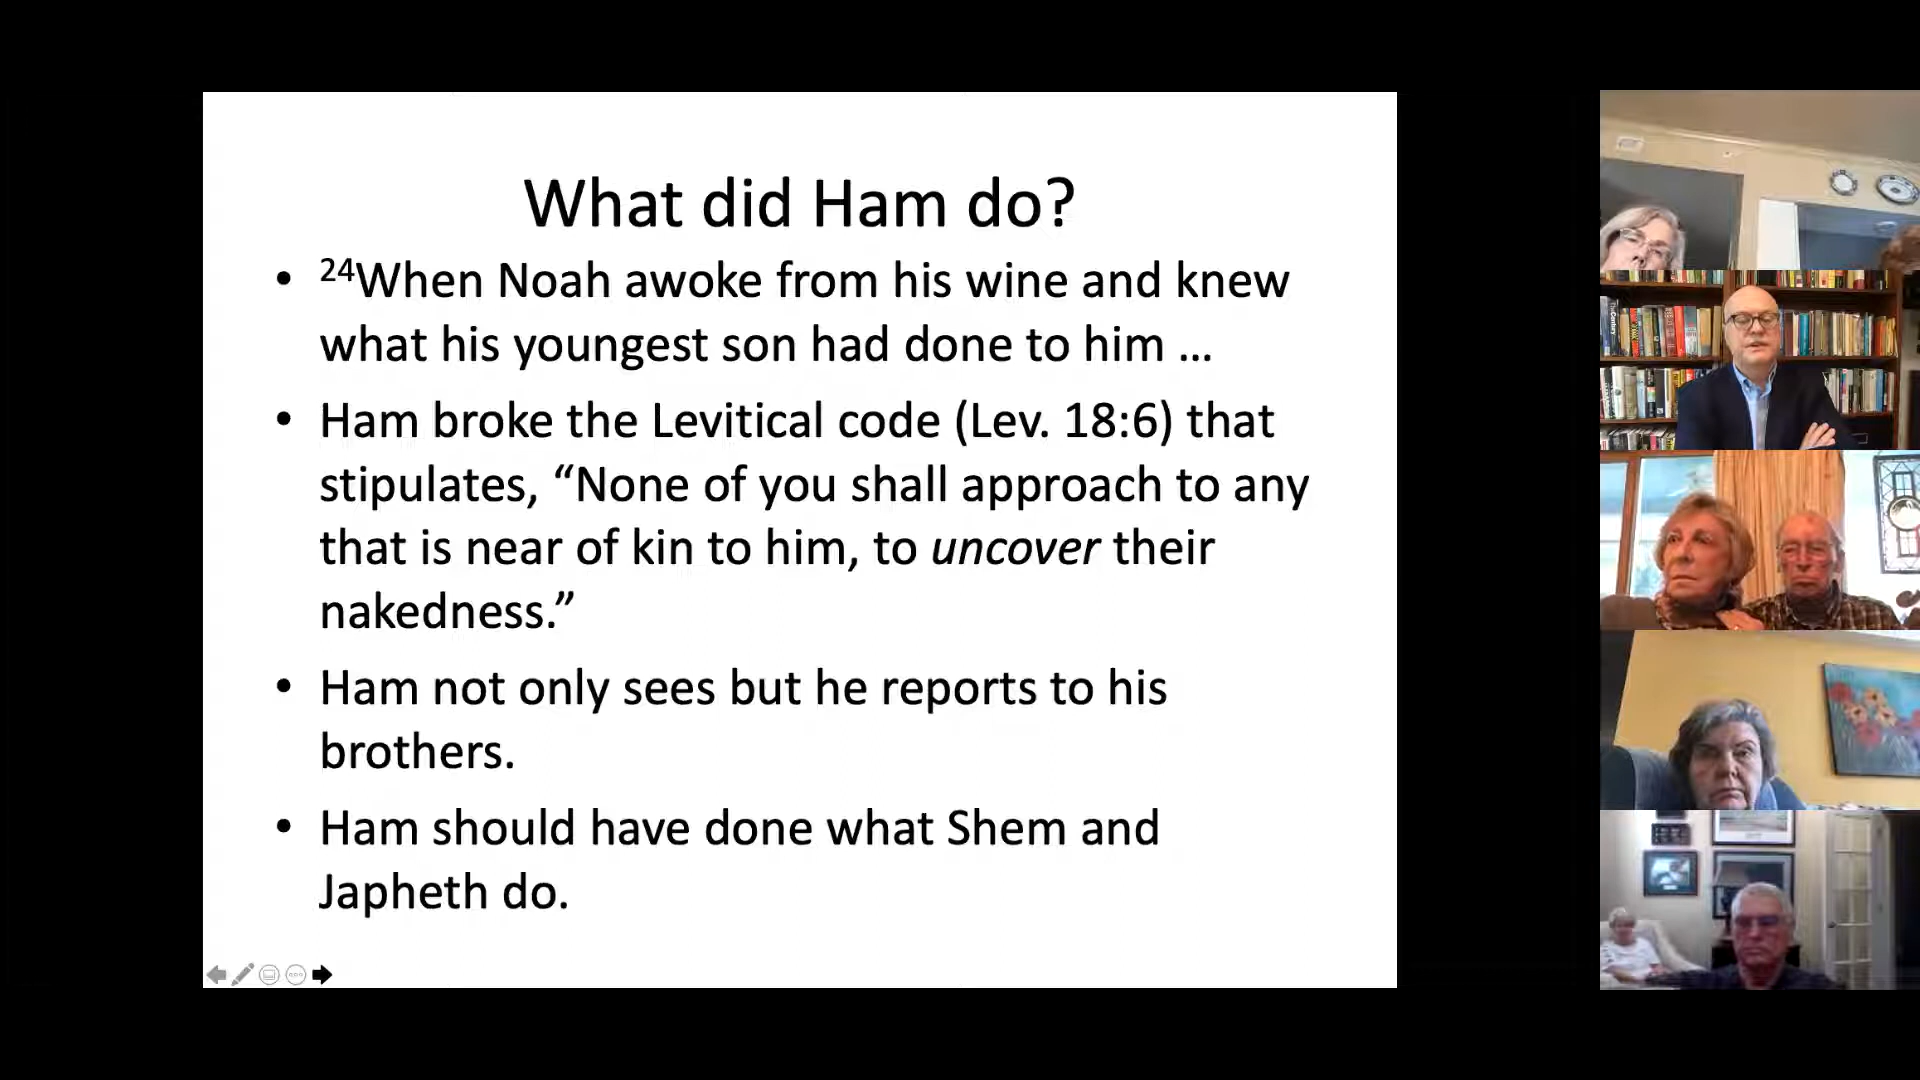 What did Ham do?
• ²⁴When Noah awoke from his wine and knew
what his youngest son had done to him ...
• Ham broke the Levitical code (Lev. 18:6) that
stipulates, “None of you shall approach to any
that is near of kin to him, to uncover their
nakedness.”
• Ham not only sees but he reports to his
brothers.
• Ham should have done what Shem and
Japheth do.